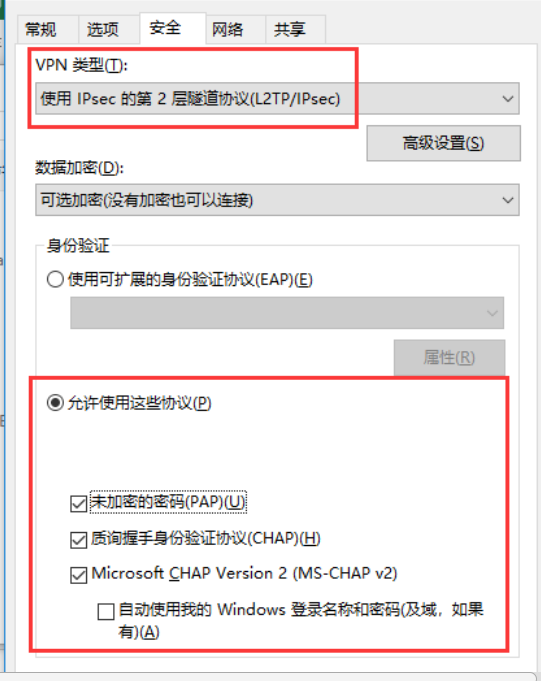 常规 选项 安全 网络 共享
VPN 类型(T):
使用 IPsec 的第 2 层隧道协议(L2TP/IPsec)
高级设置(S)
数据加密(D):
可选加密(没有加密也可以连接)
身份验证
使用可扩展的身份验证协议(EAP)(E)
属性(R)
允许使用这些协议(P)
未加密的密码(PAP)(U)
质询握手身份验证协议(CHAP)(H)
Microsoft CHAP Version 2 (MS-CHAP v2)
自动使用我的 Windows 登录名称和密码(及域，如果
有)(A)